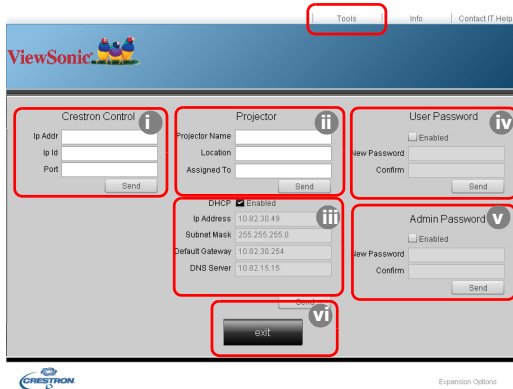 Tools Info Contact IT Help
ViewSonic
Crestron Control i
Ip Addr
Ip Id
Port
Send
Projector ii
Projector Name
Location
Assigned To
Send
DHCP Enabled iii
Ip Address 10.82.30.49
Subnet Mask 255.255.255.0
Default Gateway 10.82.30.254
DNS Server 10.82.15.15
Send
User Password iv
Enabled
New Password
Confirm
Send
Admin Password v
Enabled
New Password
Confirm
Send
vi
exit
CRESTRON
Expansion Options